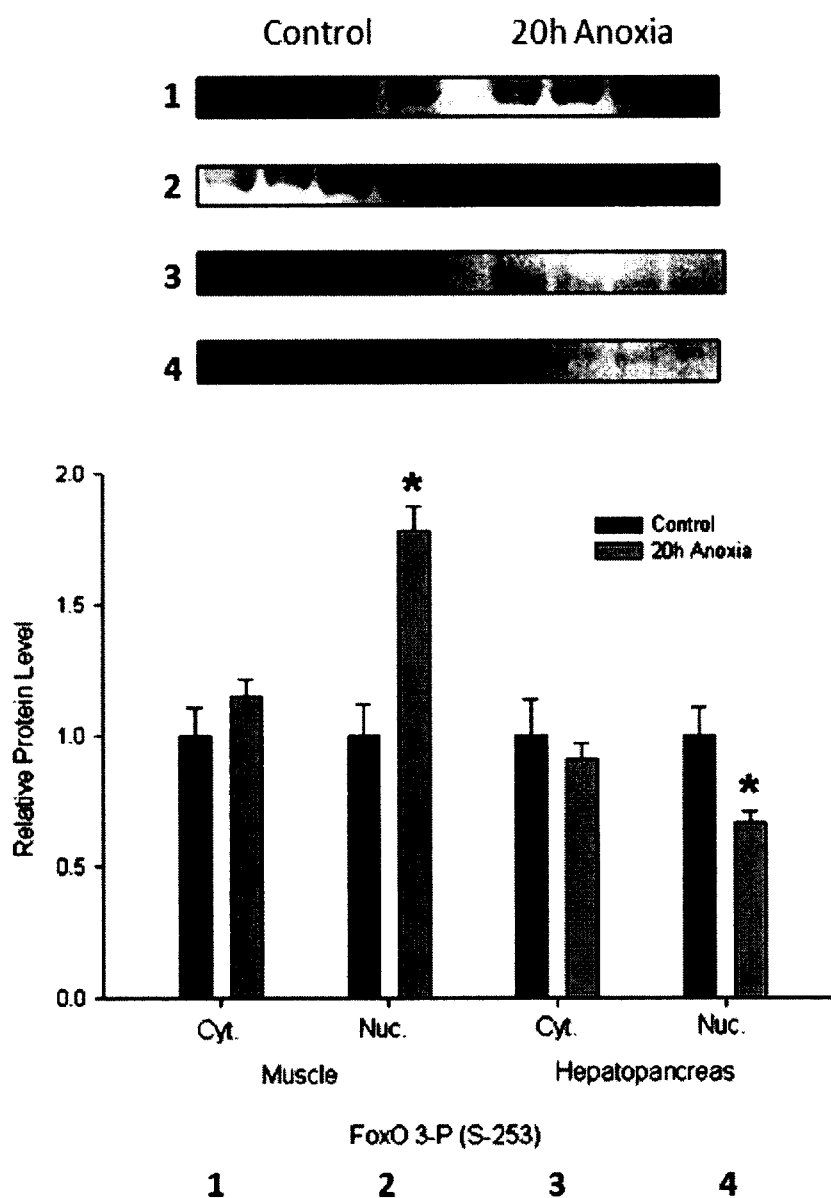 Control 20h Anoxia
1
2
3
4
2.0
*
Control
20h Anoxia
1.5
1.0
*
0.5
0.0
Relative Protein Level
Cyt. Nuc. Cyt. Nuc.
Muscle Hepatopancreas
FoxO 3-P (S-253)
1 2 3 4